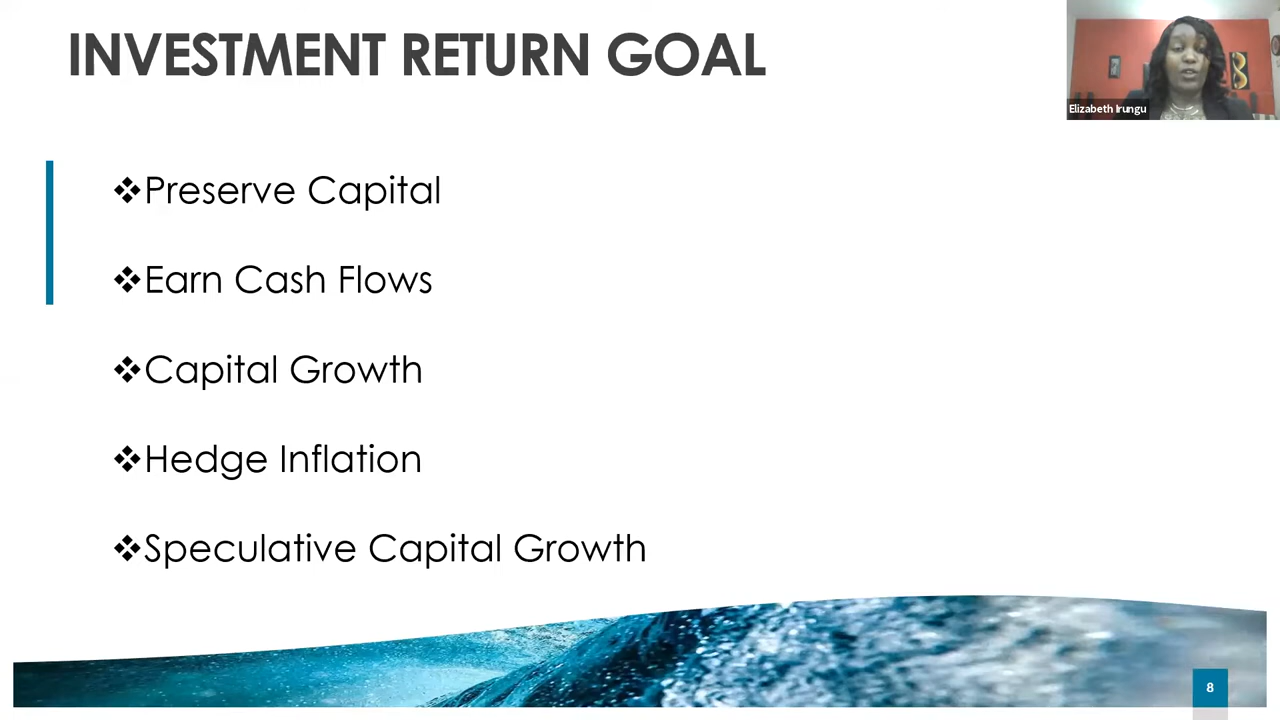 INVESTMENT RETURN GOAL
Elizabeth Irungu
❖Preserve Capital
❖Earn Cash Flows
❖Capital Growth
❖Hedge Inflation
❖Speculative Capital Growth
8